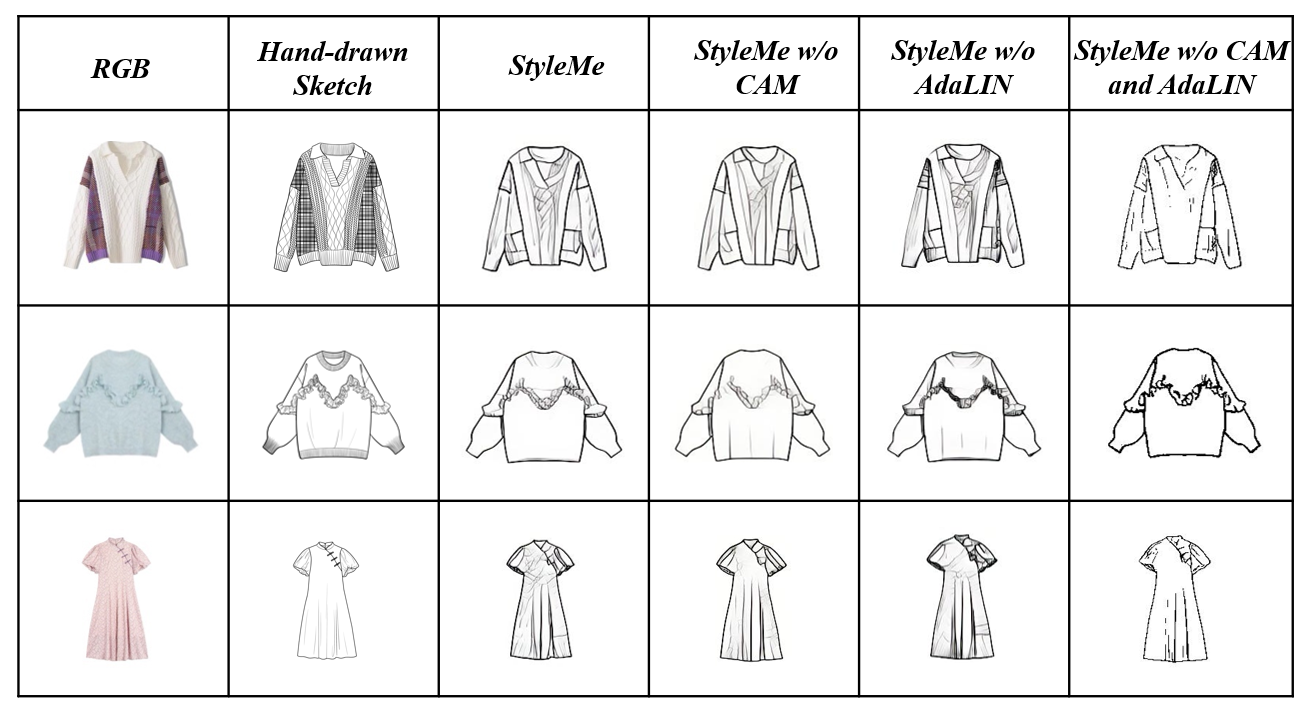 RGB
Hand-drawn
Sketch
StyleMe
StyleMe w/o
CAM
StyleMe w/o
AdaLIN
StyleMe w/o CAM
and AdaLIN